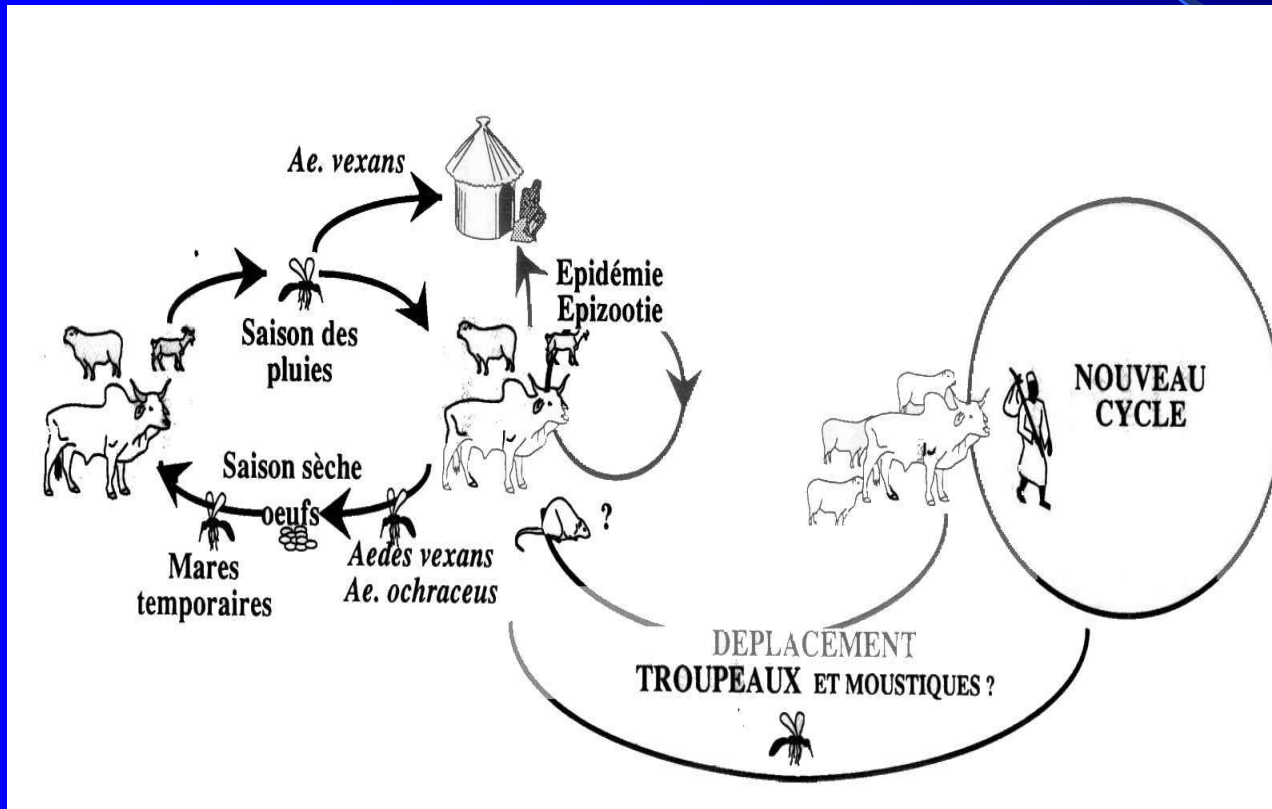 Ae. vexans
Epidémie
Epizootie
Saison des
pluies
Saison sèche
oeufs
Mares
temporaires
Aedes vexans
Ae. ochraceus
?
NOUVEAU
CYCLE
DEPLACEMENT
TROUPEAUX ET MOUSTIQUES ?